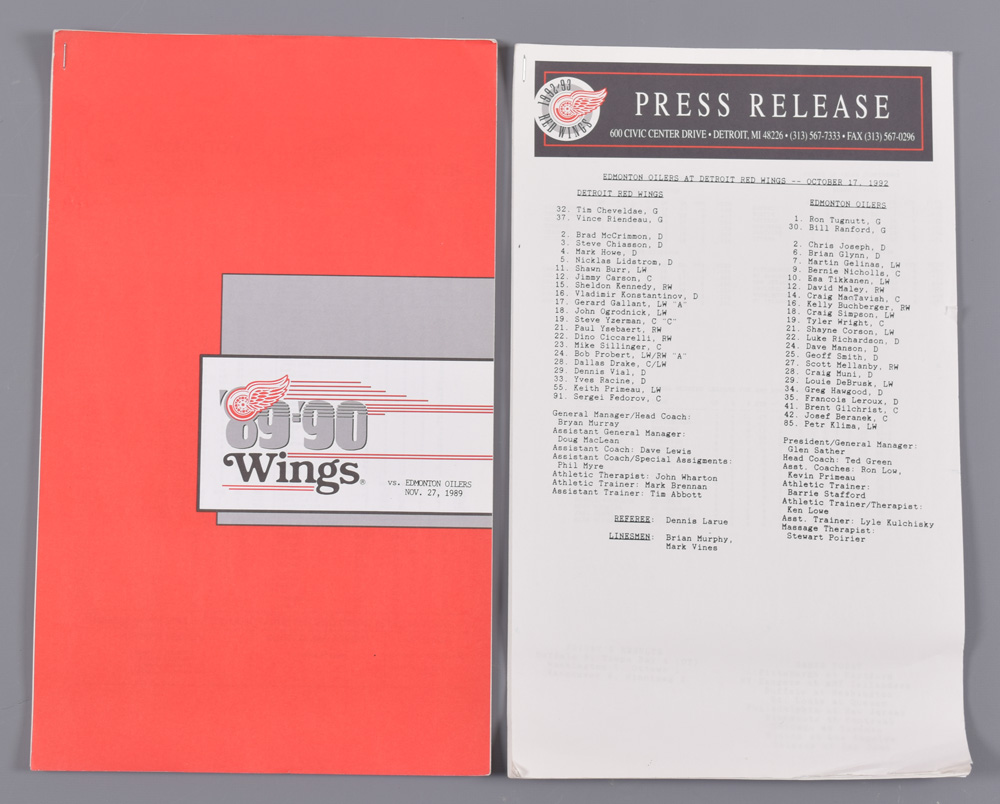 '89-'90
Wings®
vs. EDMONTON OILERS
NOV. 27, 1989
1992-93
RED WINGS
PRESS RELEASE
600 CIVIC CENTER DRIVE • DETROIT, MI 48226 • (313) 567-7333 • FAX (313) 567-0296
EDMONTON OILERS AT DETROIT RED WINGS -- OCTOBER 17, 1992
DETROIT RED WINGS
32. Tim Cheveldae, G
37. Vince Riendeau, G
2. Brad McCrimmon, D
3. Steve Chiasson, D
4. Mark Howe, D
5. Nicklas Lidstrom, D
11. Shawn Burr, LW
12. Jimmy Carson, C
15. Sheldon Kennedy, RW
16. Vladimir Konstantinov, D
17. Gerard Gallant, LW "A"
18. John Ogrodnick, LW
19. Steve Yzerman, C "C"
21. Paul Ysebaert, RW
22. Dino Ciccarelli, RW
23. Mike Sillinger, C
24. Bob Probert, LW/RW "A"
28. Dallas Drake, C/LW
29. Dennis Vial, D
33. Yves Racine, D
55. Keith Primeau, LW
91. Sergei Fedorov, C
General Manager/Head Coach:
Bryan Murray
Assistant General Manager:
Doug MacLean
Assistant Coach: Dave Lewis
Assistant Coach/Special Assigments:
Phil Myre
Athletic Therapist: John Wharton
Athletic Trainer: Mark Brennan
Assistant Trainer: Tim Abbott
REFEREE: Dennis Larue
LINESMEN: Brian Murphy,
Mark Vines
EDMONTON OILERS
1. Ron Tugnutt, G
30. Bill Ranford, G
2. Chris Joseph, D
6. Brian Glynn, D
7. Martin Gelinas, LW
9. Bernie Nicholls, C
10. Esa Tikkanen, LW
12. David Maley, RW
14. Craig MacTavish, C
16. Kelly Buchberger, RW
18. Craig Simpson, LW
19. Tyler Wright, C
21. Shayne Corson, LW
22. Luke Richardson, D
24. Dave Manson, D
25. Geoff Smith, D
27. Scott Mellanby, RW
28. Craig Muni, D
29. Louie DeBrusk, LW
34. Greg Hawgood, D
35. Francois Leroux, D
41. Brent Gilchrist, C
42. Josef Beranek, C
85. Petr Klima, LW
President/General Manager:
Glen Sather
Head Coach: Ted Green
Asst. Coaches: Ron Low,
Kevin Primeau
Athletic Trainer:
Barrie Stafford
Athletic Trainer/Therapist:
Ken Lowe
Asst. Trainer: Lyle Kulchisky
Massage Therapist:
Stewart Poirier